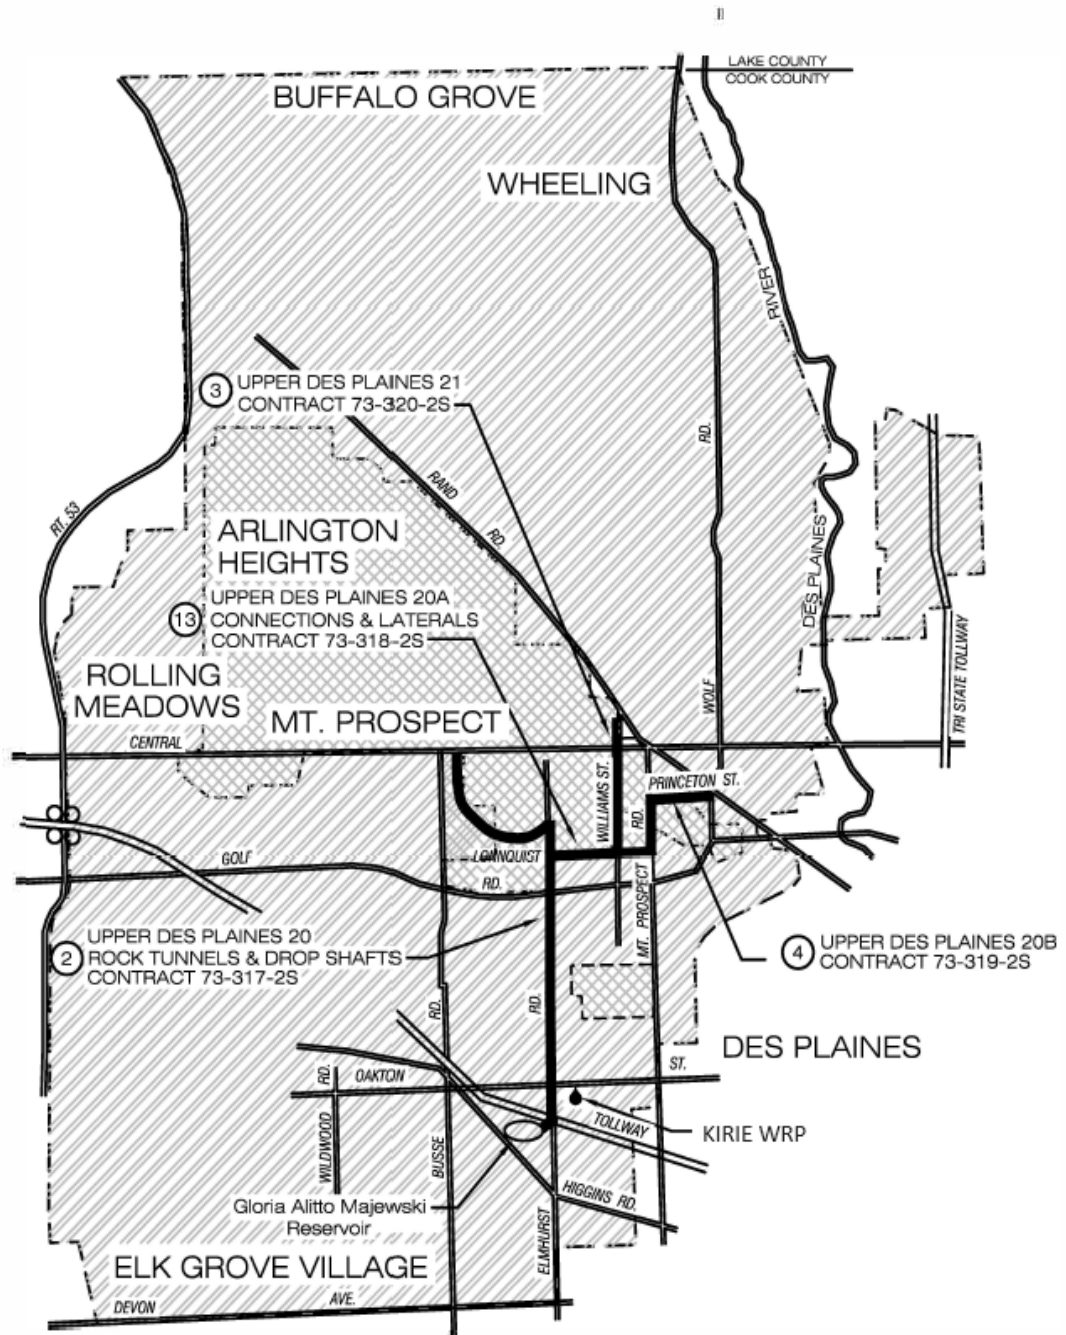 II
LAKE COUNTY
COOK COUNTY
BUFFALO GROVE
WHEELING
RIVER
3
UPPER DES PLAINES 21
CONTRACT 73-320-2S
RD.
RAND
RD.
RT. 53
ARLINGTON
HEIGHTS
DES PLAINES
13
UPPER DES PLAINES 20A
CONNECTIONS & LATERALS
CONTRACT 73-318-2S
ROLLING
MEADOWS
MT. PROSPECT
WOLF
TRI STATE TOLLWAY
CENTRAL
WILLIAMS ST.
RD.
PRINCETON ST.
GOLF
LONNQUIST
RD.
MT. PROSPECT
2
UPPER DES PLAINES 20
ROCK TUNNELS & DROP SHAFTS
CONTRACT 73-317-2S
4
UPPER DES PLAINES 20B
CONTRACT 73-319-2S
RD.
RD.
DES PLAINES
RD.
OAKTON
ST.
WILDWOOD
BUSSE
TOLLWAY
KIRIE WRP
Gloria Alitto Majewski
Reservoir
HIGGINS RD.
ELMHURST
ELK GROVE VILLAGE
DEVON
AVE.